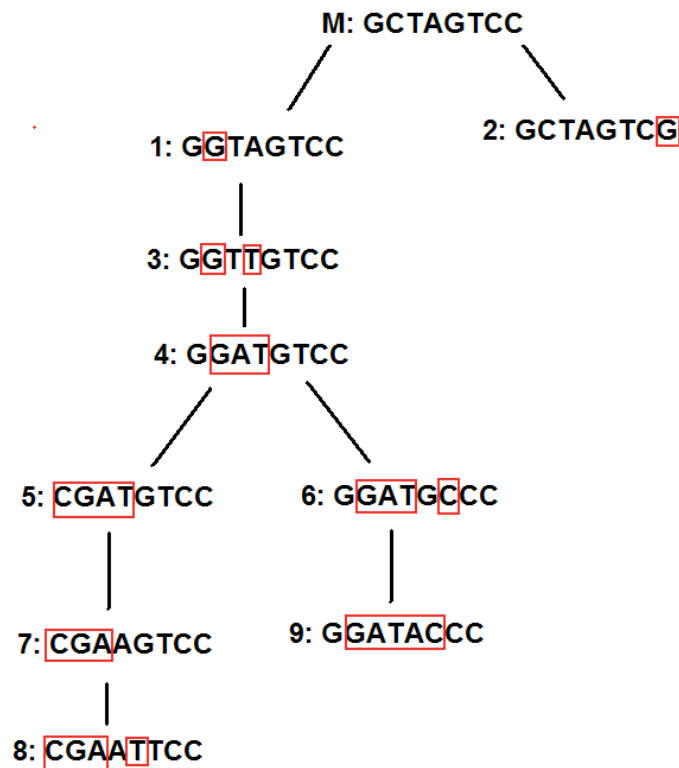 M: GCTAGTCC
2: GCTAGTCG
1: GGTAGTCC
3: GGTTGTCC
4: GGATGTCC
5: CGATGTCC
6: GGATGCCC
9: GGATACCC
7: CGAAGTCC
8: CGAATTCC